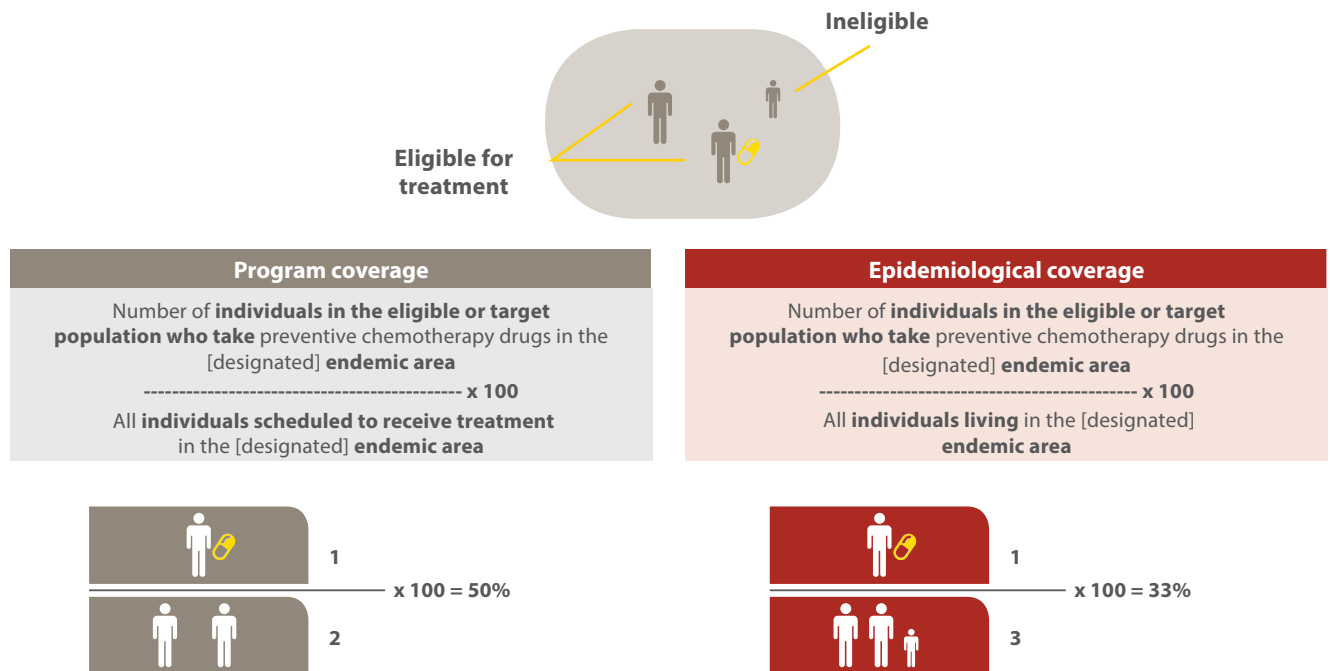 Ineligible
Eligible for
treatment
Program coverage
Number of individuals in the eligible or target
population who take preventive chemotherapy drugs in the
[designated] endemic area
--------------------------------------------- x 100
All individuals scheduled to receive treatment
in the [designated] endemic area
Epidemiological coverage
Number of individuals in the eligible or target
population who take preventive chemotherapy drugs in the
[designated] endemic area
--------------------------------------------- x 100
All individuals living in the [designated]
endemic area
1
x 100 = 50%
2
1
x 100 = 33%
3